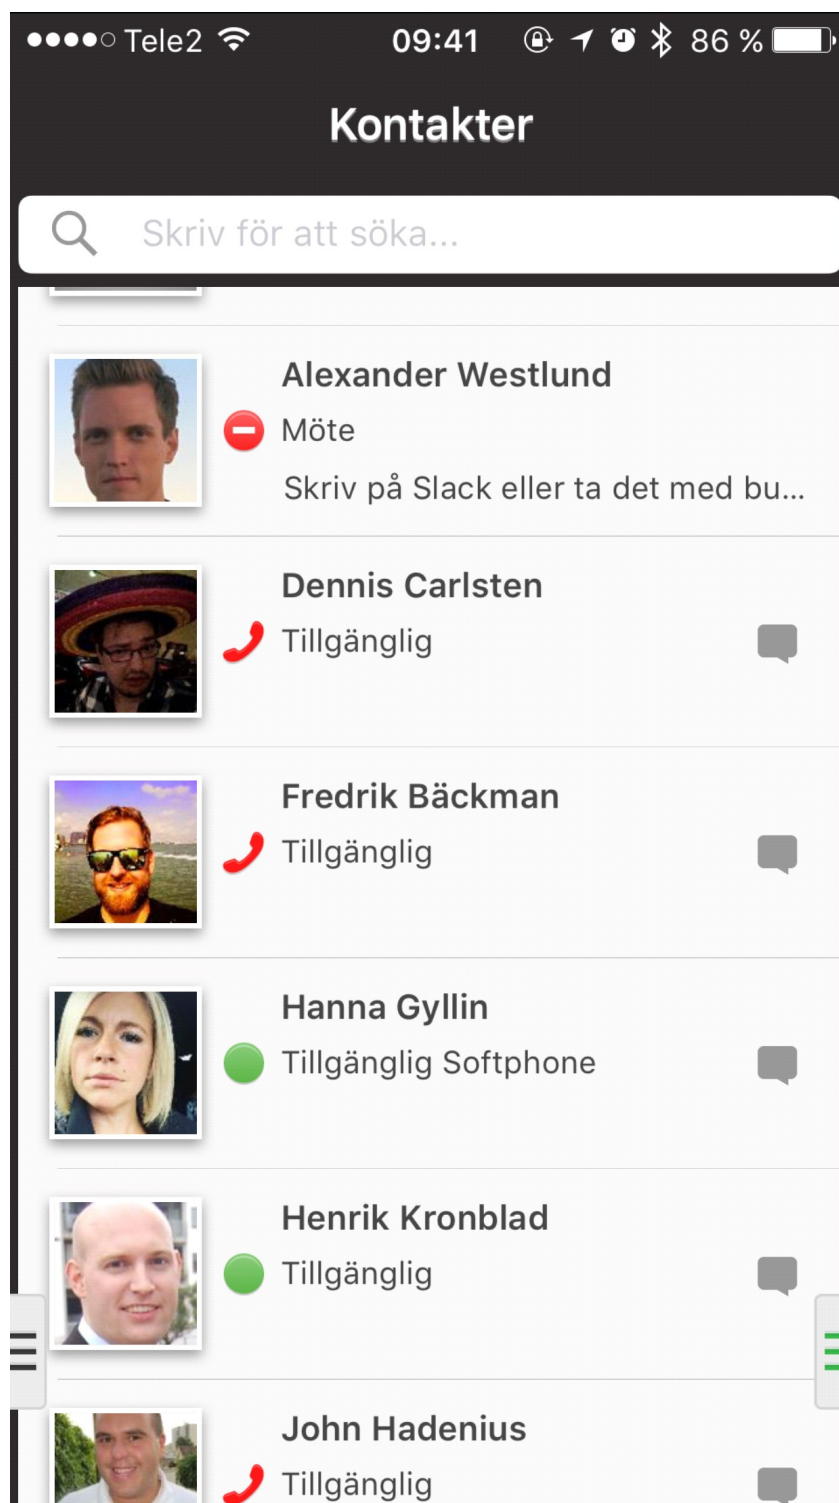 Tele2 09:41 86 %
Kontakter
Skriv för att söka...
Alexander Westlund
Möte
Skriv på Slack eller ta det med bu...
Dennis Carlsten
Tillgänglig
Fredrik Bäckman
Tillgänglig
Hanna Gyllin
Tillgänglig Softphone
Henrik Kronblad
Tillgänglig
John Hadenius
Tillgänglig